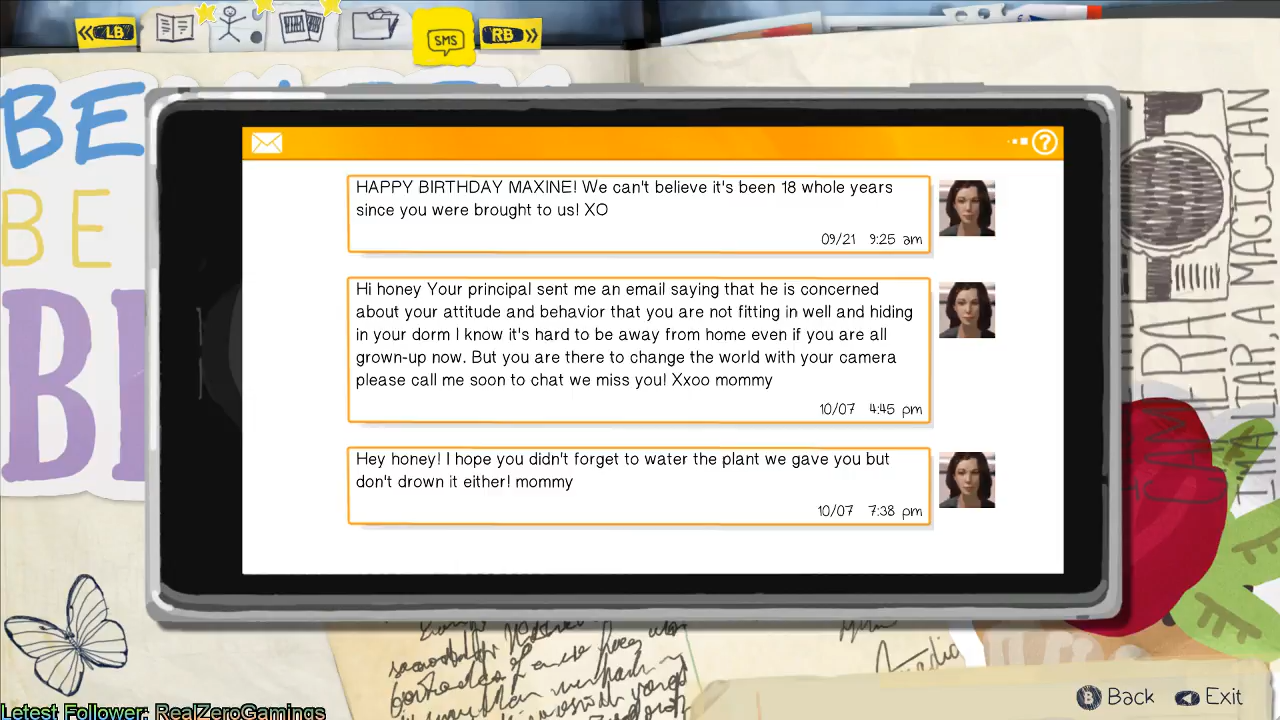 LB
SMS
RB
BE
BE
B
HAPPY BIRTHDAY MAXINE! We can't believe it's been 18 whole years
since you were brought to us! XO
09/21 9:25 am
Hi honey Your principal sent me an email saying that he is concerned
about your attitude and behavior that you are not fitting in well and hiding
in your dorm I know it's hard to be away from home even if you are all
grown-up now. But you are there to change the world with your camera
please call me soon to chat we miss you! Xxoo mommy
10/07 4:45 pm
Hey honey! I hope you didn't forget to water the plant we gave you but
don't drown it either! mommy
10/07 7:38 pm
?
A MAGICIAN
B Back
Exit
Letest Follower: RealZeroGamings